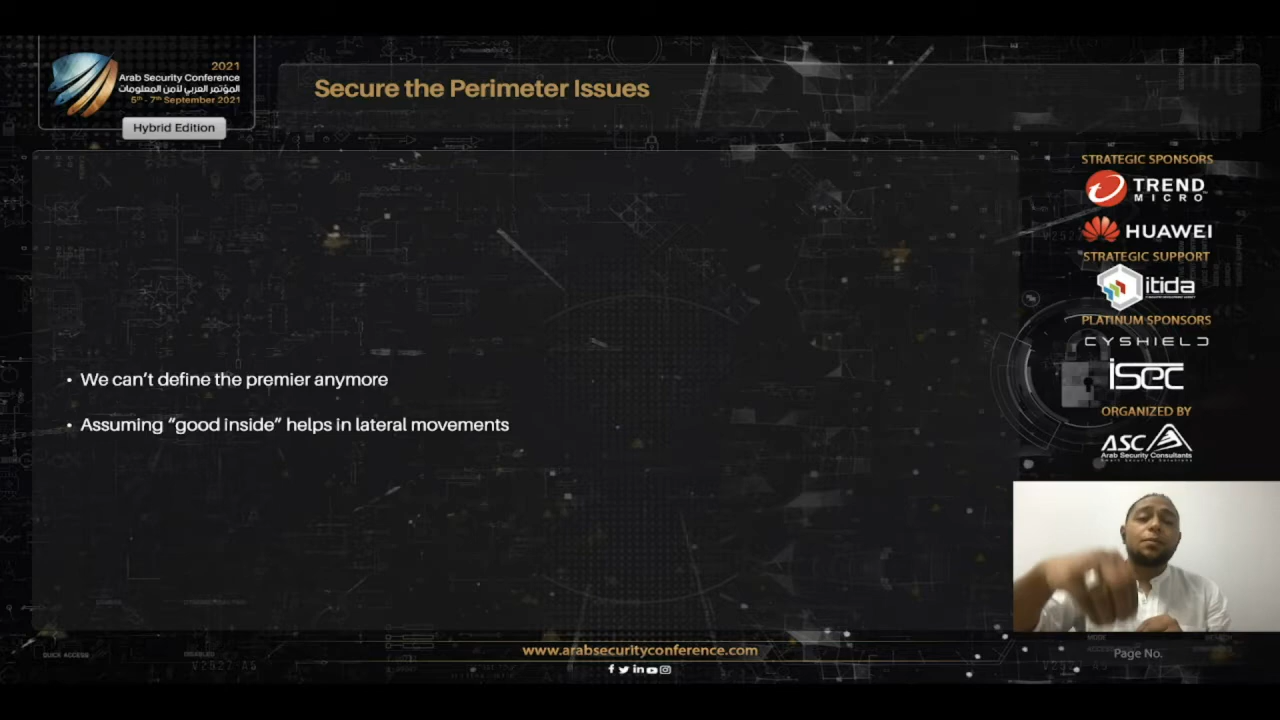 2021
Arab Security Conference
المؤتمر العربي لأمن المعلومات
5th - 7th September 2021
Hybrid Edition
Secure the Perimeter Issues
• We can't define the premier anymore
• Assuming "good inside" helps in lateral movements
STRATEGIC SPONSORS
TREND
MICRO
HUAWEI
STRATEGIC SUPPORT
itida
PLATINUM SPONSORS
CYSHIELD
isec
ORGANIZED BY
ASC
Arab Security Consultants
www.arabsecurityconference.com
Page No.
QUICK ACCESS